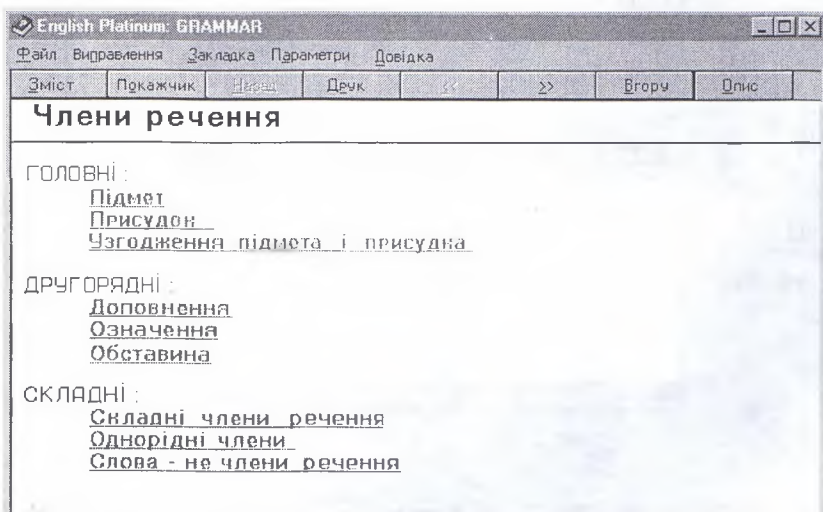 English Platinum: GRAMMAR
Файл Виправлення Закладка Параметри Довідка
Зміст Покажчик Назад Друк << >> Вгору Опис
Члени речення
ГОЛОВНІ :
Підмет
Присудок
Узгодження підмета і присудка
ДРУГОРЯДНІ :
Доповнення
Означення
Обставина
СКЛАДНІ :
Складні члени речення
Однорідні члени
Слова - не члени речення